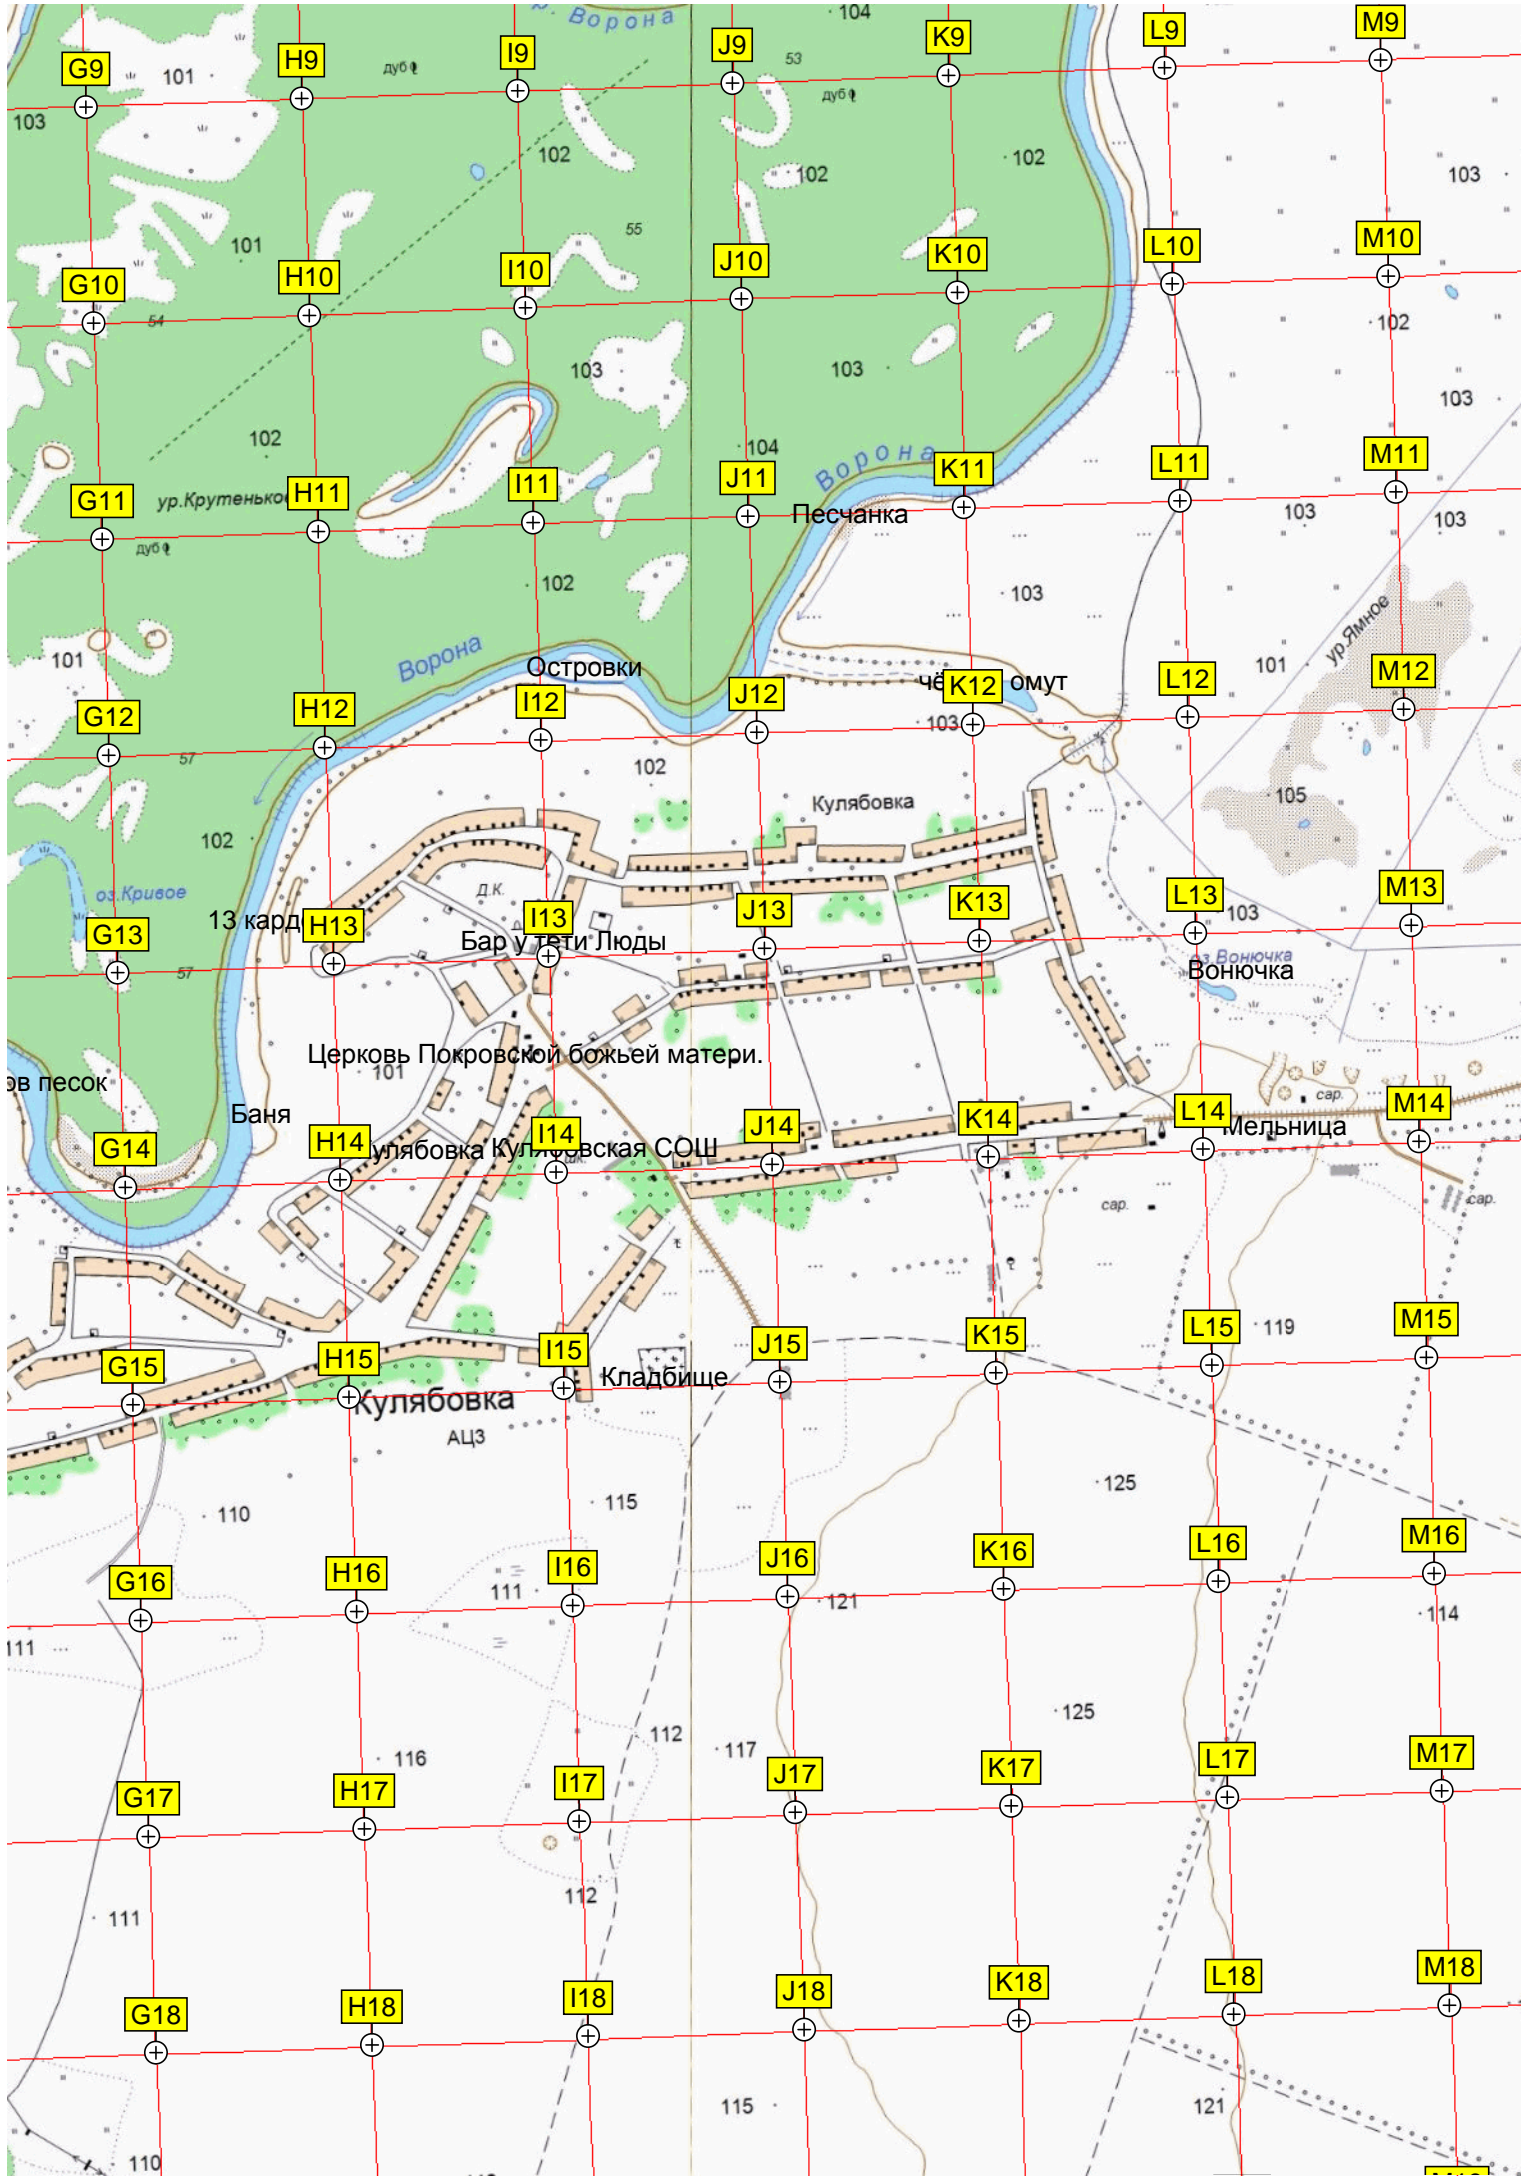 Ворона
104
L9
M9
K9
J9
I9
H9
G9
53
101
дуб
дуб
103
102
102
102
103
101
55
M10
L10
K10
J10
I10
H10
G10
54
102
103
103
103
102
104
Ворона
M11
L11
K11
J11
I11
H11
G11
ур.Крутенькое
Песчанка
103
103
дуб
102
103
ур.Ямное
101
101
Ворона
Островки
омут
M12
L12
K12
J12
I12
H12
G12
103
57
102
Кулябовка
105
102
оз.Кривое
Д.К.
M13
L13
K13
J13
I13
H13
G13
103
13
Бар у тёти Люды
оз.Вонючка
Вонючка
57
Церковь Покровской божьей матери.
101
песок
сар.
Баня
M14
L14
K14
J14
I14
H14
G14
Мельница
Кулябовская СОШ
сар.
сар.
119
M15
L15
K15
J15
I15
H15
G15
Кладбище
Кулябовка
АЦЗ
125
115
110
M16
L16
K16
J16
I16
H16
G16
111
121
114
111
125
112
117
116
M17
L17
K17
J17
I17
H17
G17
112
111
M18
L18
K18
J18
I18
H18
G18
115
121
110